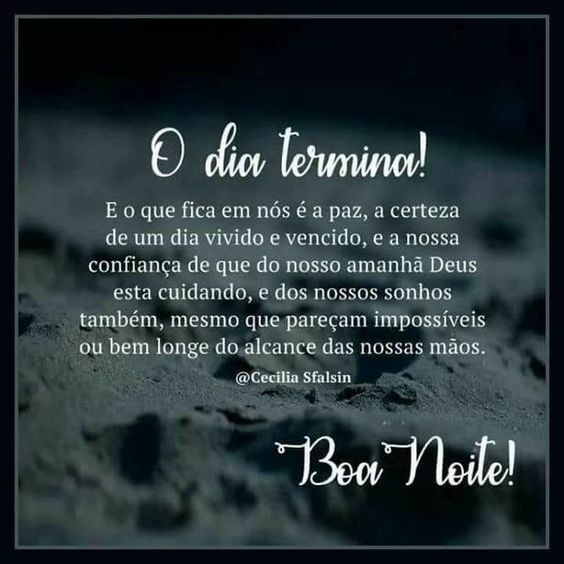 O dia termina!
E o que fica em nós é a paz, a certeza
de um dia vivido e vencido, e a nossa
confiança de que do nosso amanhã Deus
esta cuidando, e dos nossos sonhos
também, mesmo que pareçam impossíveis
ou bem longe do alcance das nossas mãos.
@Cecilia Sfalsin
Boa Noite!